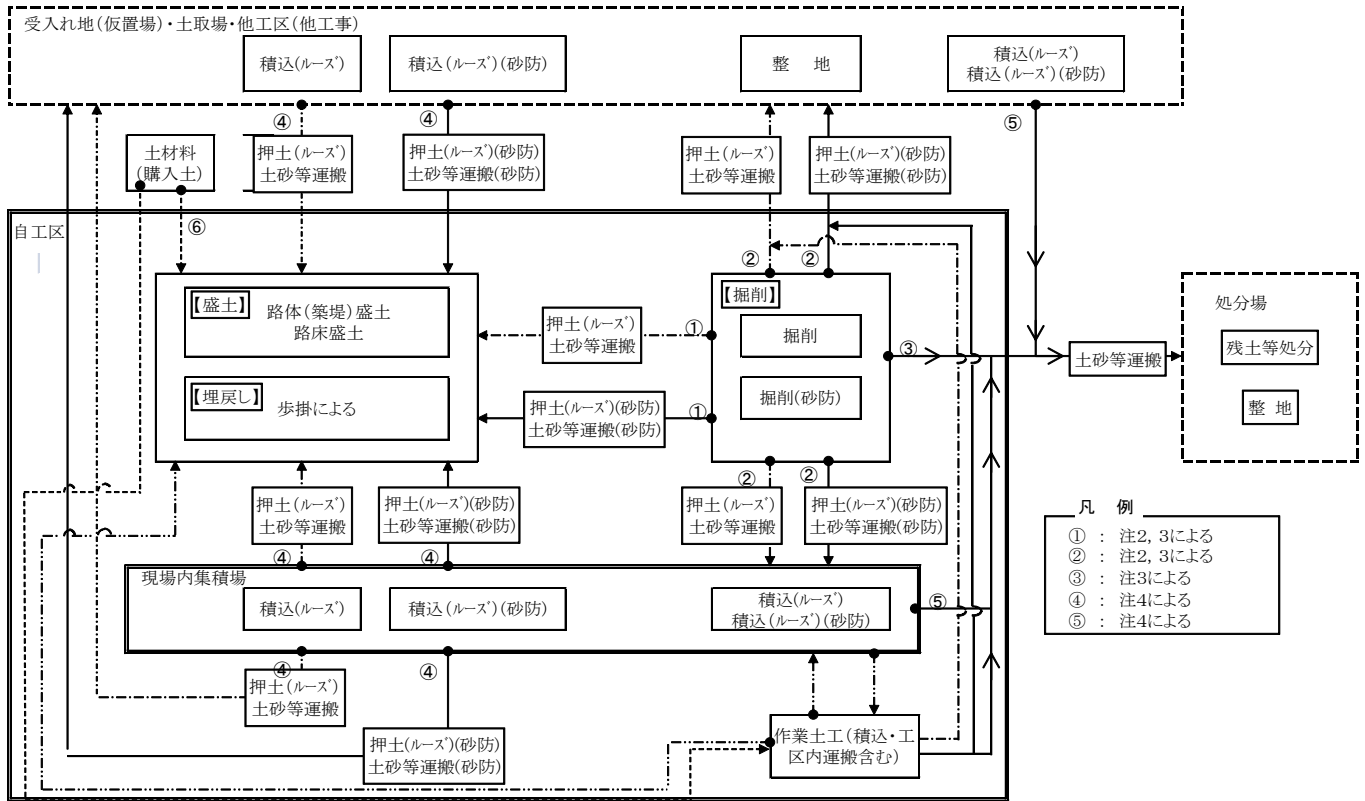 受入れ地(仮置場)・土取場・他工区(他工事)
積込(ルーズ)
積込(ルーズ)(砂防)
整 地
積込(ルーズ)
積込(ルーズ)(砂防)
④
④
⑤
土材料
(購入土)
押土(ルーズ)
土砂等運搬
押土(ルーズ)(砂防)
土砂等運搬(砂防)
押土(ルーズ)
土砂等運搬
押土(ルーズ)(砂防)
土砂等運搬(砂防)
自工区
⑥
②
②
【盛土】
路体(築堤)盛土
路床盛土
【埋戻し】
歩掛による
①
押土(ルーズ)
土砂等運搬
①
押土(ルーズ)(砂防)
土砂等運搬(砂防)
【掘削】
掘削
掘削(砂防)
③
土砂等運搬
処分場
残土等処分
整 地
②
②
押土(ルーズ)
土砂等運搬
押土(ルーズ)(砂防)
土砂等運搬(砂防)
押土(ルーズ)
土砂等運搬
押土(ルーズ)(砂防)
土砂等運搬(砂防)
④
④
現場内集積場
積込(ルーズ)
積込(ルーズ)(砂防)
積込(ルーズ)
積込(ルーズ)(砂防)
⑤
④
④
押土(ルーズ)
土砂等運搬
押土(ルーズ)(砂防)
土砂等運搬(砂防)
作業土工(積込・工
区内運搬含む)
凡 例
① : 注2, 3による
② : 注2, 3による
③ : 注3による
④ : 注4による
⑤ : 注4による